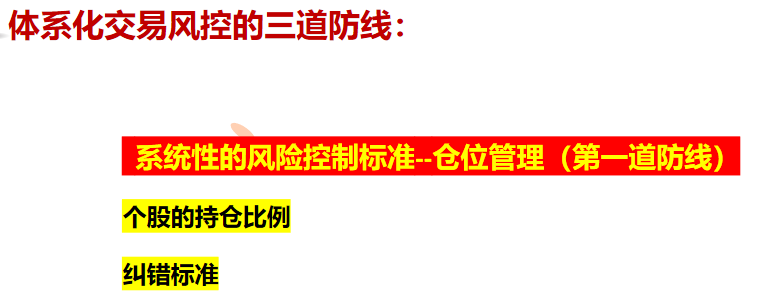 体系化交易风控的三道防线：
系统性的风险控制标准--仓位管理（第一道防线）
个股的持仓比例
纠错标准